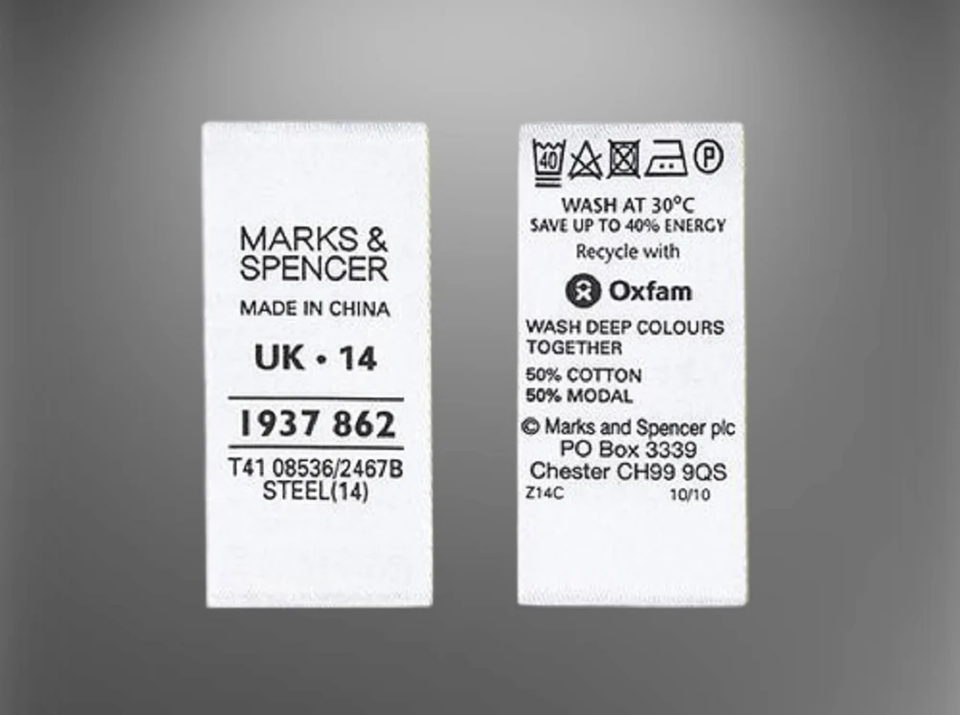 MARKS &
SPENCER
MADE IN CHINA
UK • 14
1937 862
T41 08536/2467B
STEEL(14)
40 P
WASH AT 30°C
SAVE UP TO 40% ENERGY
Recycle with
Oxfam
WASH DEEP COLOURS
TOGETHER
50% COTTON
50% MODAL
© Marks and Spencer plc
PO Box 3339
Chester CH99 9QS
Z14C 10/10